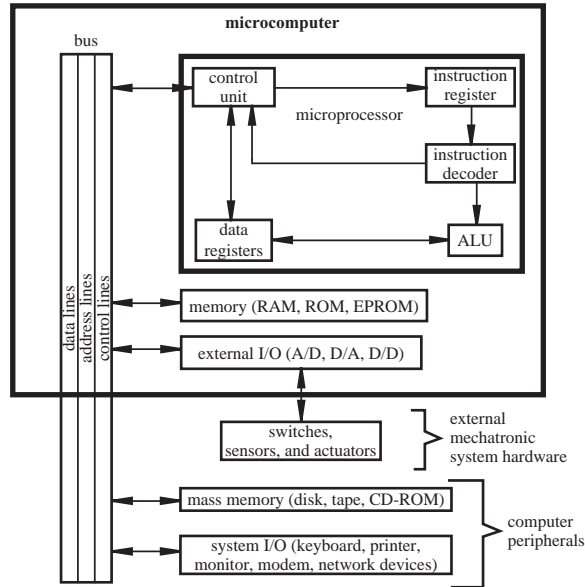 microcomputer
bus
control
unit
instruction
register
microprocessor
instruction
decoder
data
registers
ALU
data lines
address lines
control lines
memory (RAM, ROM, EPROM)
external I/O (A/D, D/A, D/D)
switches,
sensors, and actuators
external
mechatronic
system hardware
mass memory (disk, tape, CD-ROM)
computer
peripherals
system I/O (keyboard, printer,
monitor, modem, network devices)